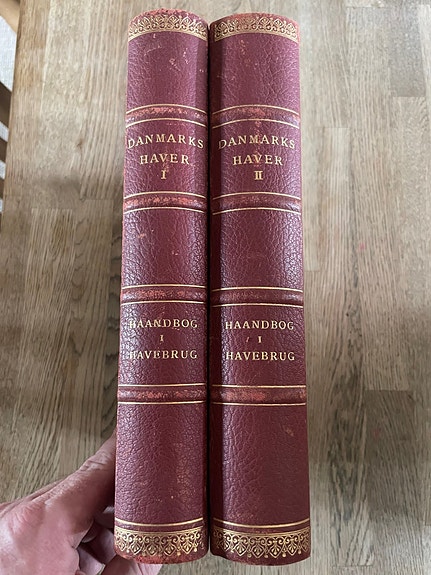 DANMARKS
HAVER
I
HAANDBOG
I
HAVEBRUG
DANMARKS
HAVER
II
HAANDBOG
I
HAVEBRUG